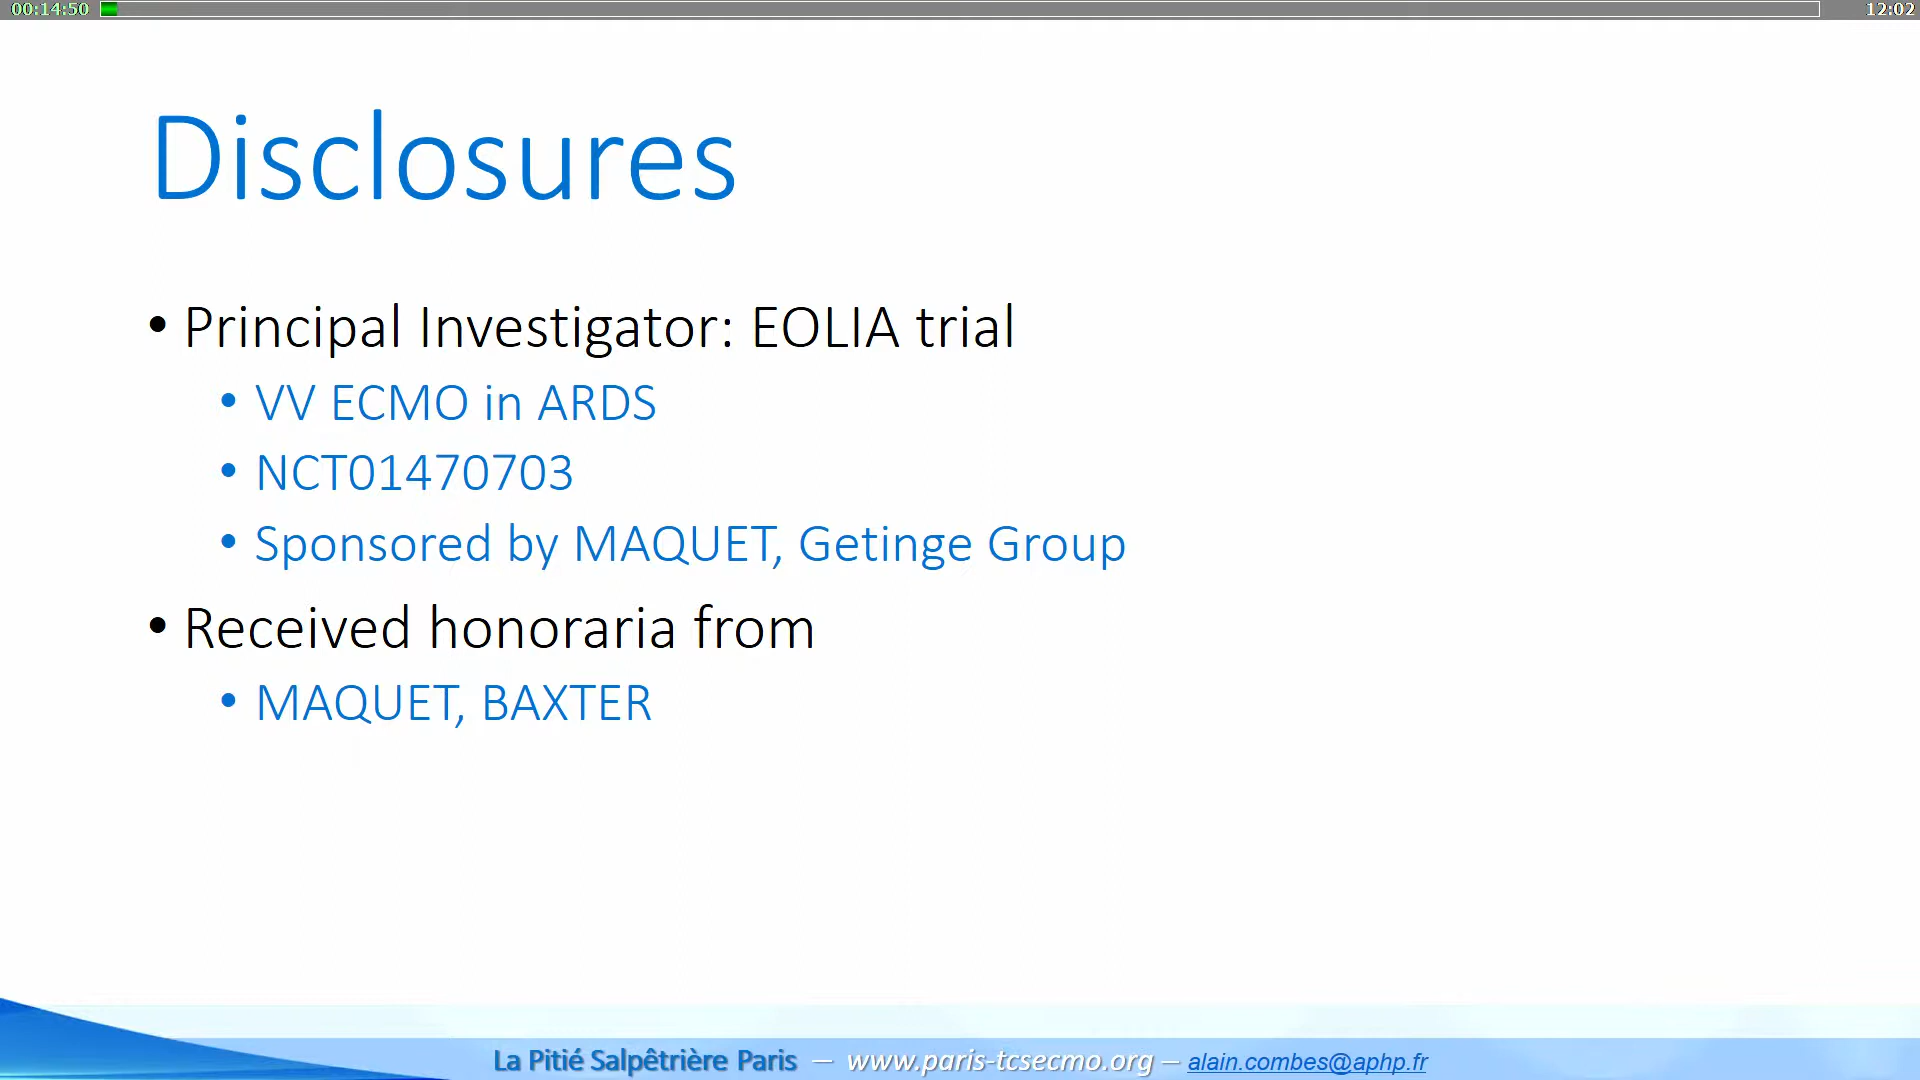 00:14:50 12:02
Disclosures
• Principal Investigator: EOLIA trial
• VV ECMO in ARDS
• NCT01470703
• Sponsored by MAQUET, Getinge Group
• Received honoraria from
• MAQUET, BAXTER
La Pitié Salpêtrière Paris – www.paris-tcsecmo.org – alain.combes@aphp.fr